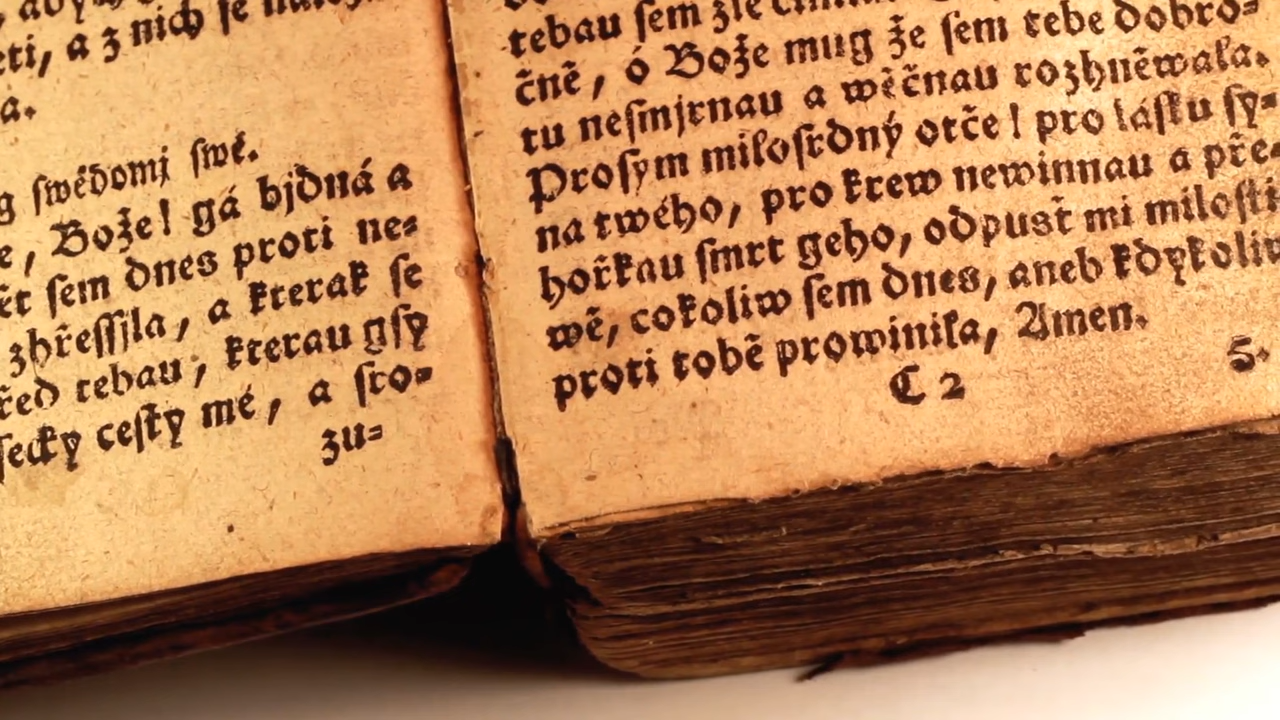 eti, a z nich se
a.
g swědomj swé.
e, Bože! gá bjdná a
ět sem dnes proti ne=
zhřessjla, a kterak se
řed tebau, kterau gsy
secky cesty mé, a sro=
zu=
tebau sem zle
čně, ó Bože mug že sem tebe dobro=
tu nesmjrnau a wěčnau rozhněwala.
Prosym milosrdný otče! pro lásku sy=
na twého, pro krew newinnau a pře=
hořkau smrt geho, odpusť mi milosti
wě, cokoliw sem dnes, aneb kdykoliw
proti tobě prowinila, Amen.
C 2
5.